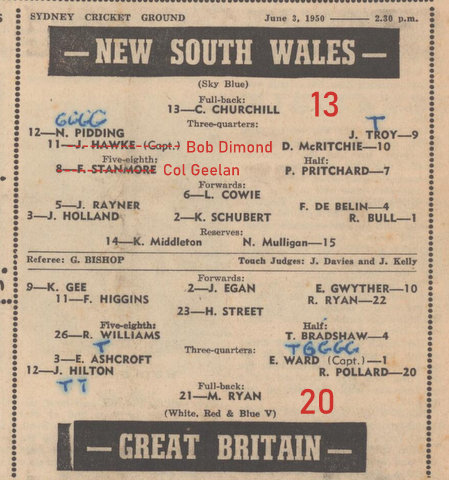 SYDNEY CRICKET GROUND June 3, 1950 —— 2.30 p.m.
— NEW SOUTH WALES —
(Sky Blue)
Full-back:
13—C. CHURCHILL 13
GGGG T
Three-quarters:
12—N. PIDDING J. TROY—9
11—J. HAWKE (Capt.) Bob Dimond D. McRITCHIE—10
Five-eighth: Half:
8—F. STANMORE Col Geelan P. PRITCHARD—7
Forwards:
6—L. COWIE
5—J. RAYNER F. DE BELIN—4
3—J. HOLLAND 2—K. SCHUBERT R. BULL—1
Reserves:
14—K. Middleton N. Mulligan—15
Referee: G. BISHOP Touch Judges: J. Davies and J. Kelly
Forwards:
9—K. GEE 2—J. EGAN E. GWYTHER—10
11—F. HIGGINS R. RYAN—22
23—H. STREET
Five-eighth: Half:
26—R. WILLIAMS T. BRADSHAW—4
T Three-quarters: TGGGG
3—E. ASHCROFT E. WARD (Capt.)—1
12—J. HILTON R. POLLARD—20
TT
Full-back:
21—M. RYAN 20
(White, Red & Blue V)
— GREAT BRITAIN —